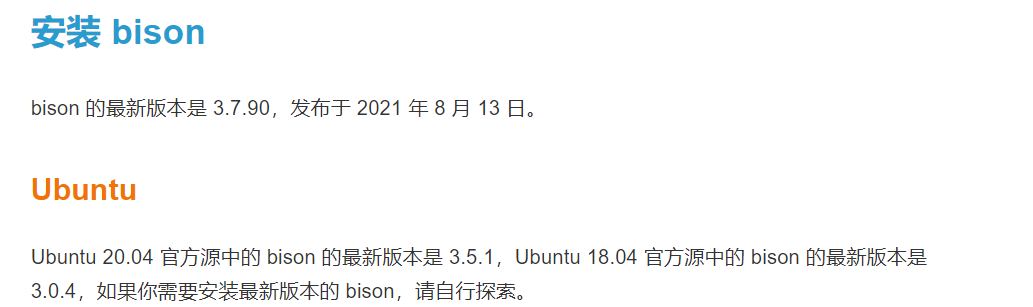 安装 bison
bison 的最新版本是 3.7.90，发布于 2021 年 8 月 13 日。
Ubuntu
Ubuntu 20.04 官方源中的 bison 的最新版本是 3.5.1，Ubuntu 18.04 官方源中的 bison 的最新版本是
3.0.4，如果你需要安装最新版本的 bison，请自行探索。